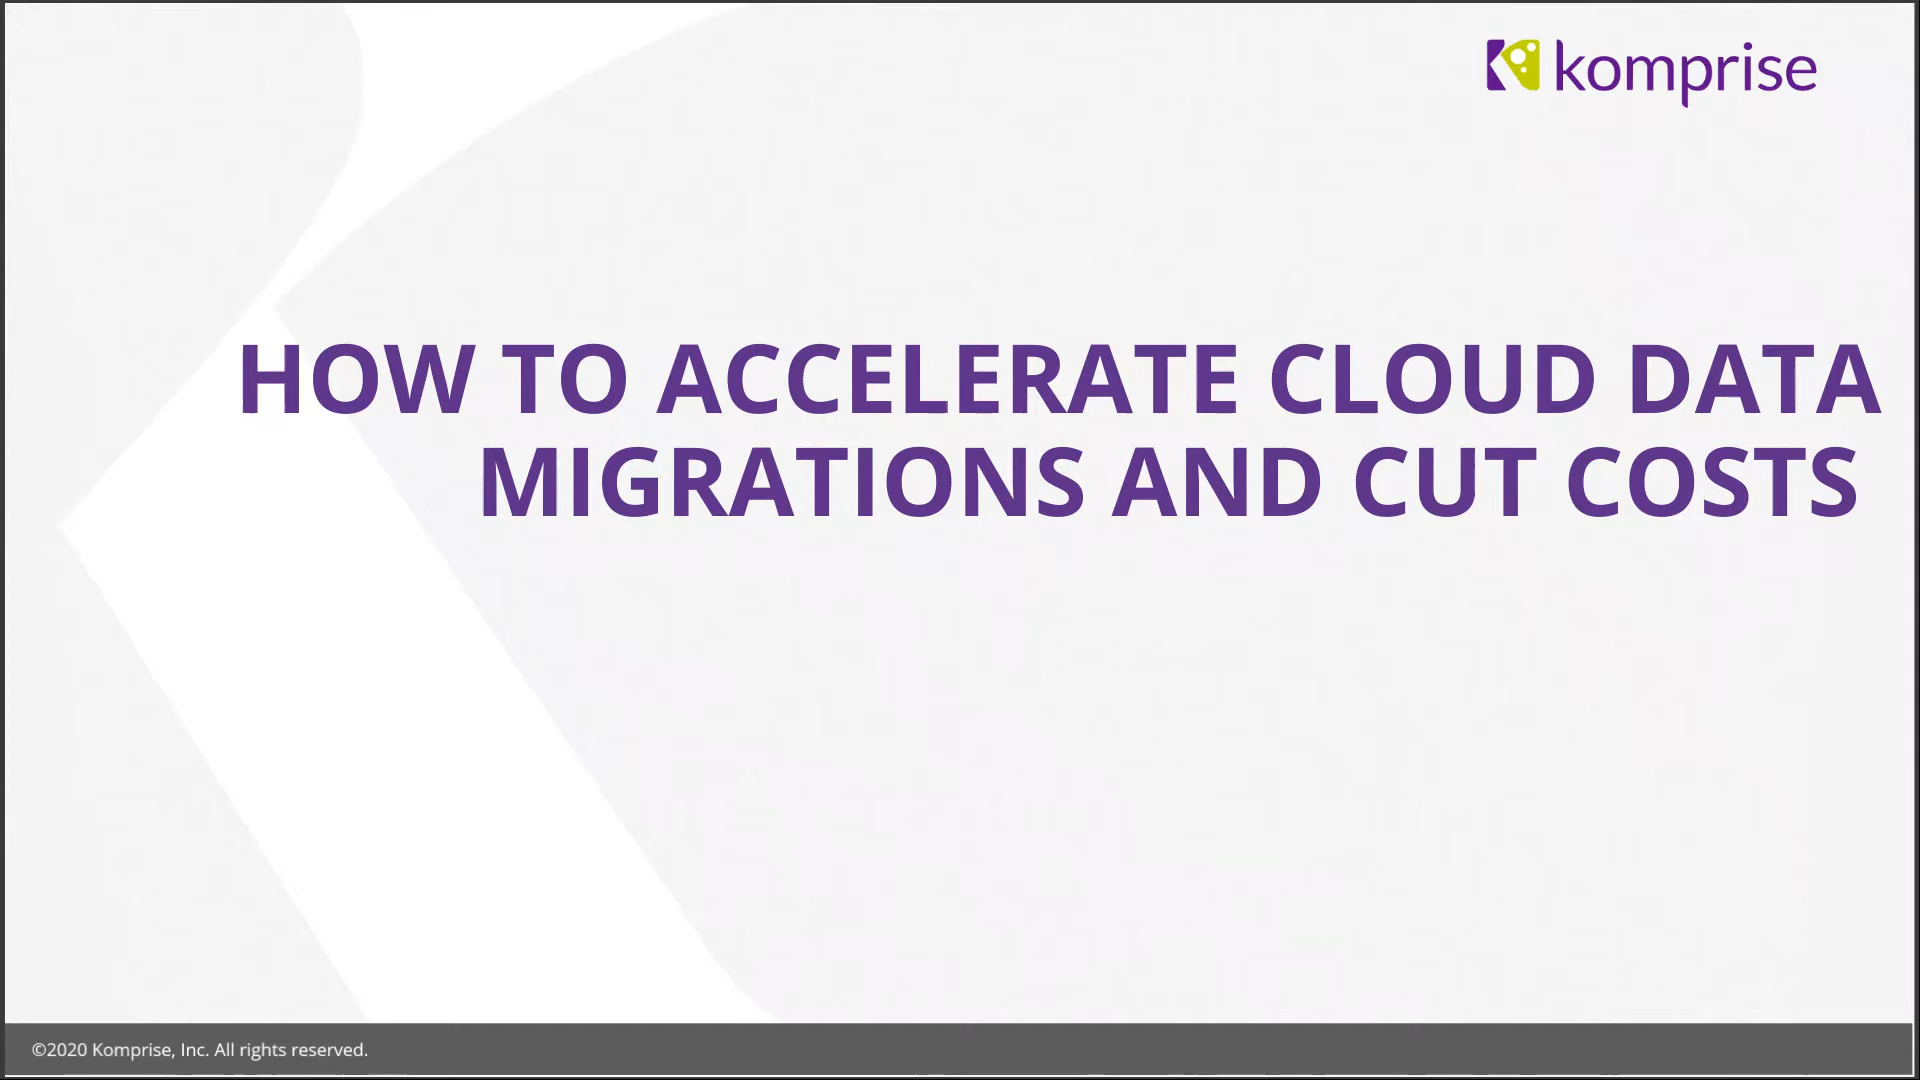 komprise
HOW TO ACCELERATE CLOUD DATA
MIGRATIONS AND CUT COSTS
©2020 Komprise, Inc. All rights reserved.